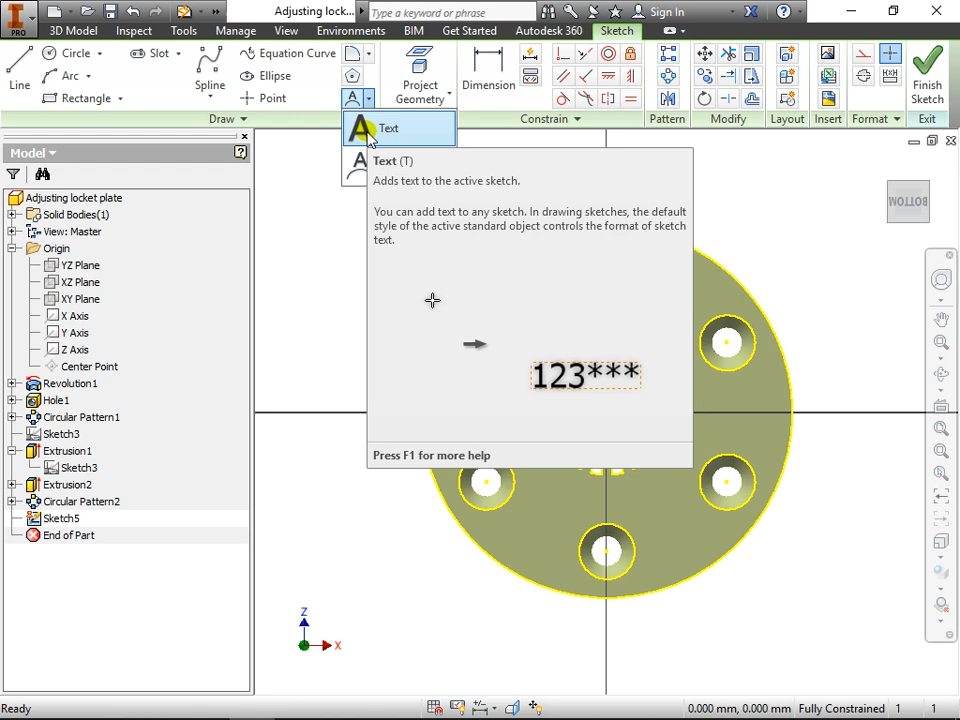 PRO
Adjusting lock...
Type a keyword or phrase
Sign In
3D Model
Inspect
Tools
Manage
View
Environments
BIM
Get Started
Autodesk 360
Sketch
Line
Circle
Arc
Rectangle
Slot
Spline
Equation Curve
Ellipse
Point
Project
Geometry
Dimension
Finish
Sketch
Draw
Constrain
Pattern
Modify
Layout
Insert
Format
Exit
A Text
Text (T)
Adds text to the active sketch.
You can add text to any sketch. In drawing sketches, the default
style of the active standard object controls the format of sketch
text.
123***
Press F1 for more help
Model
Adjusting locket plate
Solid Bodies(1)
View: Master
Origin
YZ Plane
XZ Plane
XY Plane
X Axis
Y Axis
Z Axis
Center Point
Revolution1
Hole1
Circular Pattern1
Sketch3
Extrusion1
Sketch3
Extrusion2
Circular Pattern2
Sketch5
End of Part
BOTTOM
Z
X
Ready
0.000 mm, 0.000 mm
Fully Constrained
1
1